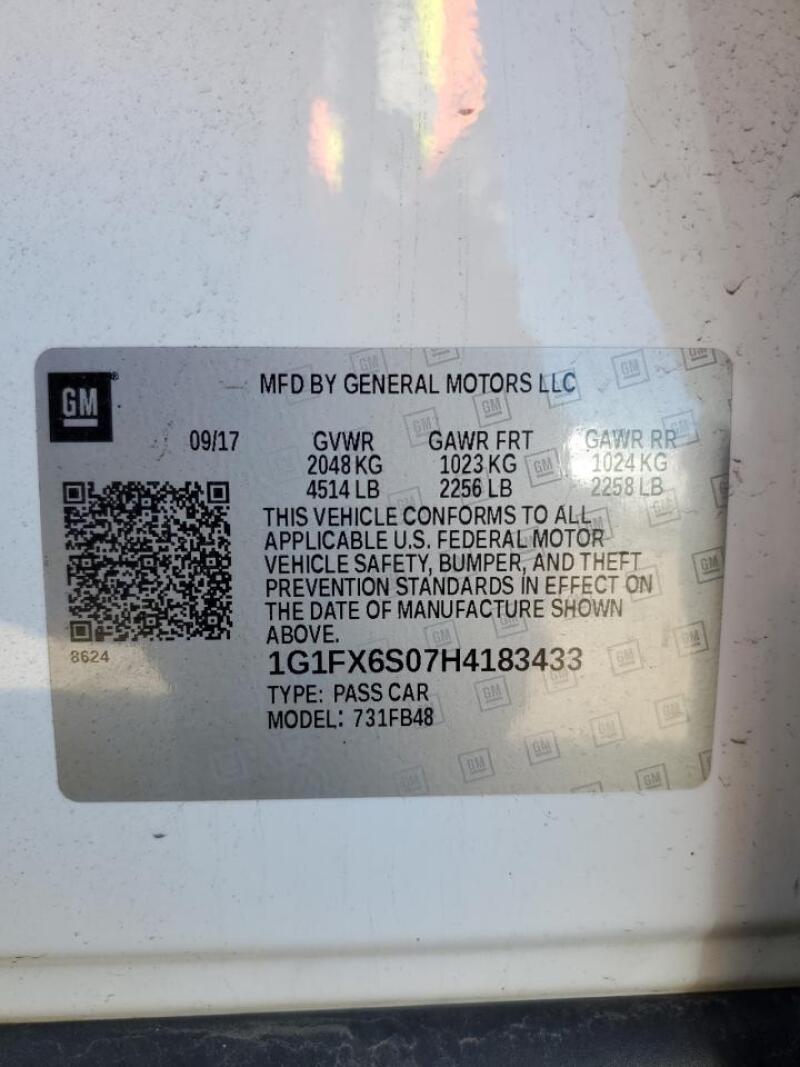 MFD BY GENERAL MOTORS LLC
GM®
09/17 GVWR GAWR FRT GAWR RR
2048 KG 1023 KG 1024 KG
4514 LB 2256 LB 2258 LB
THIS VEHICLE CONFORMS TO ALL
APPLICABLE U.S. FEDERAL MOTOR
VEHICLE SAFETY, BUMPER, AND THEFT
PREVENTION STANDARDS IN EFFECT ON
THE DATE OF MANUFACTURE SHOWN
ABOVE.
8624
1G1FX6S07H4183433
TYPE: PASS CAR
MODEL: 731FB48